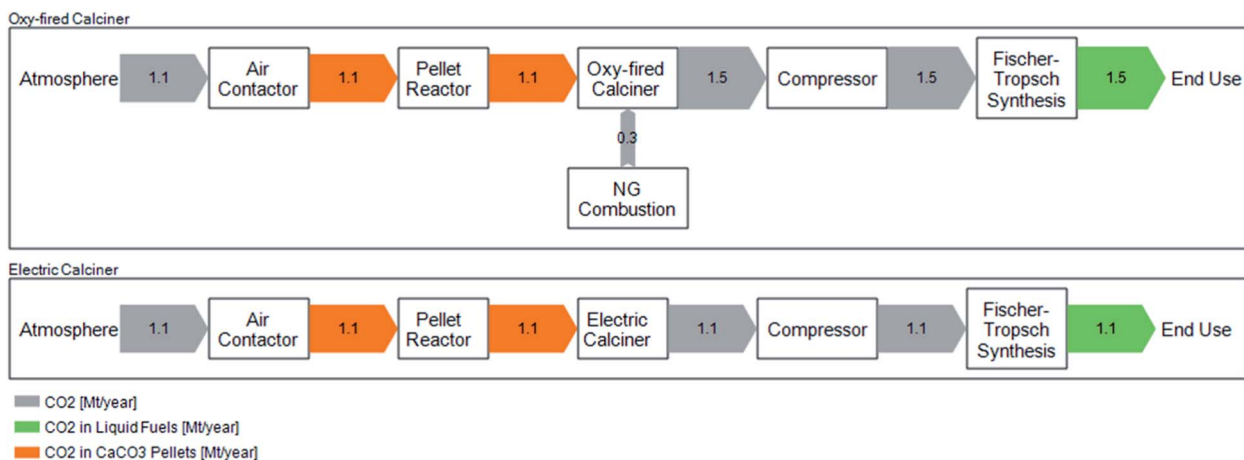 Oxy-fired Calciner
Atmosphere
1.1
Air
Contactor
1.1
Pellet
Reactor
1.1
Oxy-fired
Calciner
1.5
Compressor
1.5
Fischer-
Tropsch
Synthesis
1.5
End Use
0.3
NG
Combustion
Electric Calciner
Atmosphere
1.1
Air
Contactor
1.1
Pellet
Reactor
1.1
Electric
Calciner
1.1
Compressor
1.1
Fischer-
Tropsch
Synthesis
1.1
End Use
CO2 [Mt/year]
CO2 in Liquid Fuels [Mt/year]
CO2 in CaCO3 Pellets [Mt/year]